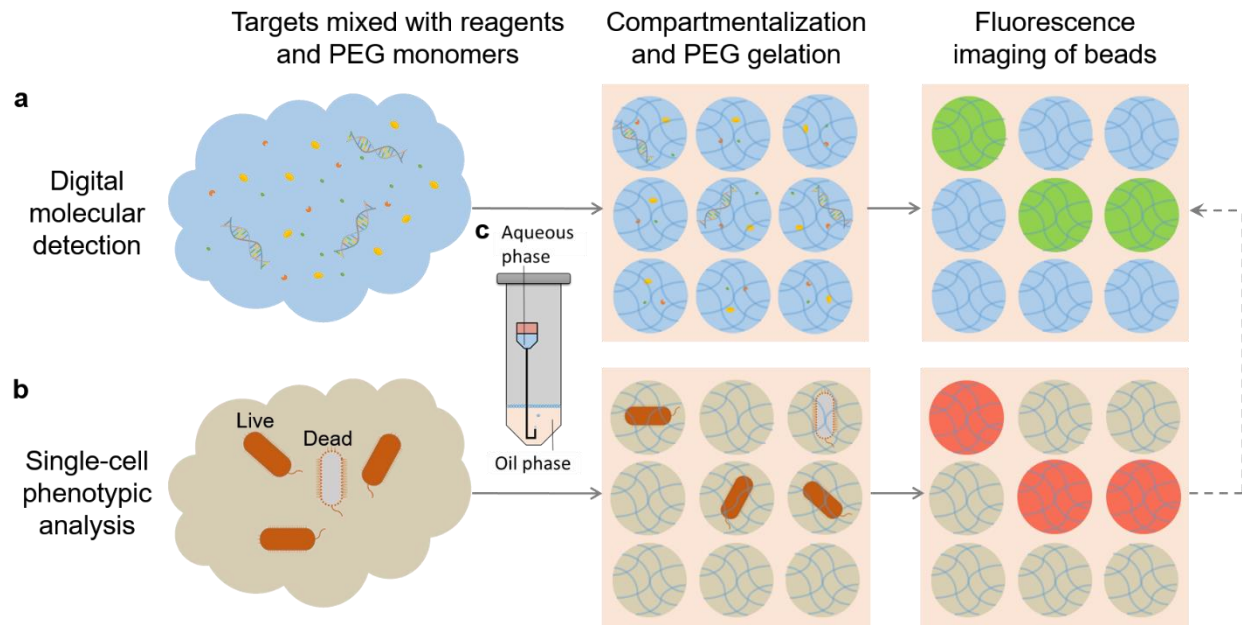 Targets mixed with reagents
and PEG monomers
Compartmentalization
and PEG gelation
Fluorescence
imaging of beads
a
Digital
molecular
detection
c
Aqueous
phase
Oil phase
b
Single-cell
phenotypic
analysis
Live
Dead